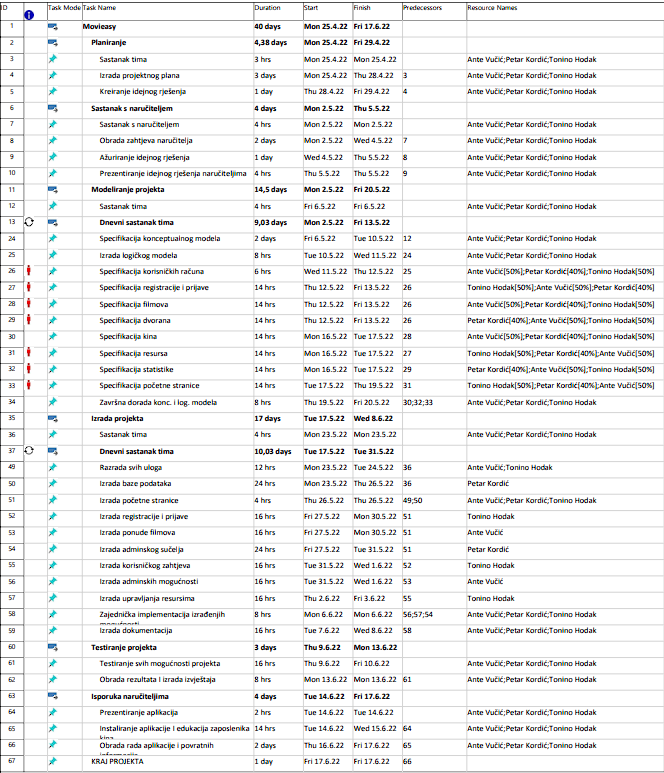 ID Task Mode Task Name Duration Start Finish Predecessors Resource Names
1 Movieasy 40 days Mon 25.4.22 Fri 17.6.22
2 Planiranje 4,38 days Mon 25.4.22 Fri 29.4.22
3 Sastanak tima 3 hrs Mon 25.4.22 Mon 25.4.22 Ante Vučić;Petar Kordić;Tonino Hodak
4 Izrada projektnog plana 3 days Mon 25.4.22 Thu 28.4.22 3 Ante Vučić;Petar Kordić;Tonino Hodak
5 Kreiranje idejnog rješenja 1 day Thu 28.4.22 Fri 29.4.22 4 Ante Vučić;Petar Kordić;Tonino Hodak
6 Sastanak s naručiteljem 4 days Mon 2.5.22 Thu 5.5.22
7 Sastanak s naručiteljem 4 hrs Mon 2.5.22 Mon 2.5.22 Ante Vučić;Petar Kordić;Tonino Hodak
8 Obrada zahtjeva naručitelja 2 days Mon 2.5.22 Wed 4.5.22 7 Ante Vučić;Petar Kordić;Tonino Hodak
9 Ažuriranje idejnog rješenja 1 day Wed 4.5.22 Thu 5.5.22 8 Ante Vučić;Petar Kordić;Tonino Hodak
10 Prezentiranje idejnog rješenja naručiteljima 4 hrs Thu 5.5.22 Thu 5.5.22 9 Ante Vučić;Petar Kordić;Tonino Hodak
11 Modeliranje projekta 14,5 days Mon 2.5.22 Fri 20.5.22
12 Sastanak tima 4 hrs Fri 6.5.22 Fri 6.5.22 Ante Vučić;Petar Kordić;Tonino Hodak
13 Dnevni sastanak tima 9,03 days Mon 2.5.22 Fri 13.5.22
24 Specifikacija konceptualnog modela 2 days Fri 6.5.22 Tue 10.5.22 12 Ante Vučić;Petar Kordić;Tonino Hodak
25 Izrada logičkog modela 8 hrs Tue 10.5.22 Wed 11.5.22 24 Ante Vučić;Petar Kordić;Tonino Hodak
26 Specifikacija korisničkih računa 6 hrs Wed 11.5.22 Thu 12.5.22 25 Ante Vučić[50%];Petar Kordić[40%];Tonino Hodak[50%]
27 Specifikacija registracije i prijave 14 hrs Thu 12.5.22 Fri 13.5.22 26 Tonino Hodak[50%];Ante Vučić[50%];Petar Kordić[40%]
28 Specifikacija filmova 14 hrs Thu 12.5.22 Fri 13.5.22 26 Ante Vučić[50%];Petar Kordić[40%];Tonino Hodak[50%]
29 Specifikacija dvorana 14 hrs Thu 12.5.22 Fri 13.5.22 26 Petar Kordić[40%];Ante Vučić[50%];Tonino Hodak[50%]
30 Specifikacija kina 14 hrs Mon 16.5.22 Tue 17.5.22 28 Ante Vučić[50%];Petar Kordić[40%];Tonino Hodak[50%]
31 Specifikacija resursa 14 hrs Mon 16.5.22 Tue 17.5.22 27 Tonino Hodak[50%];Petar Kordić[40%];Ante Vučić[50%]
32 Specifikacija statistike 14 hrs Mon 16.5.22 Tue 17.5.22 29 Petar Kordić[40%];Ante Vučić[50%];Tonino Hodak[50%]
33 Specifikacija početne stranice 14 hrs Tue 17.5.22 Thu 19.5.22 31 Tonino Hodak[50%];Petar Kordić[40%];Ante Vučić[50%]
34 Završna dorada konc. i log. modela 8 hrs Thu 19.5.22 Fri 20.5.22 30;32;33 Ante Vučić;Petar Kordić;Tonino Hodak
35 Izrada projekta 17 days Tue 17.5.22 Wed 8.6.22
36 Sastanak tima 4 hrs Mon 23.5.22 Mon 23.5.22 Ante Vučić;Petar Kordić;Tonino Hodak
37 Dnevni sastanak tima 10,03 days Tue 17.5.22 Tue 31.5.22
49 Razrada svih uloga 12 hrs Mon 23.5.22 Tue 24.5.22 36 Ante Vučić;Tonino Hodak
50 Izrada baze podataka 24 hrs Mon 23.5.22 Thu 26.5.22 36 Petar Kordić
51 Izrada početne stranice 4 hrs Thu 26.5.22 Thu 26.5.22 49;50 Ante Vučić;Petar Kordić;Tonino Hodak
52 Izrada registracije i prijave 16 hrs Fri 27.5.22 Mon 30.5.22 51 Tonino Hodak
53 Izrada ponude filmova 16 hrs Fri 27.5.22 Mon 30.5.22 51 Ante Vučić
54 Izrada adminskog sučelja 24 hrs Fri 27.5.22 Tue 31.5.22 51 Petar Kordić
55 Izrada korisničkog zahtjeva 16 hrs Tue 31.5.22 Wed 1.6.22 52 Tonino Hodak
56 Izrada adminskih mogućnosti 16 hrs Tue 31.5.22 Wed 1.6.22 53 Ante Vučić
57 Izrada upravljanja resursima 16 hrs Thu 2.6.22 Fri 3.6.22 55 Tonino Hodak
58 Zajednička implementacija izrađenjih 8 hrs Mon 6.6.22 Mon 6.6.22 56;57;54 Ante Vučić;Petar Kordić;Tonino Hodak
59 Izrada dokumentacija 16 hrs Tue 7.6.22 Wed 8.6.22 58 Ante Vučić;Petar Kordić;Tonino Hodak
60 Testiranje projekta 3 days Thu 9.6.22 Mon 13.6.22
61 Testiranje svih mogućnosti projekta 16 hrs Thu 9.6.22 Fri 10.6.22 Ante Vučić;Petar Kordić;Tonino Hodak
62 Obrada rezultata I izrada izvještaja 8 hrs Mon 13.6.22 Mon 13.6.22 61 Ante Vučić;Petar Kordić;Tonino Hodak
63 Isporuka naručiteljima 4 days Tue 14.6.22 Fri 17.6.22
64 Prezentiranje aplikacija 2 hrs Tue 14.6.22 Tue 14.6.22 Ante Vučić;Petar Kordić;Tonino Hodak
65 Instaliranje aplikacije I edukacija zaposlenika 14 hrs Tue 14.6.22 Wed 15.6.22 64 Ante Vučić;Petar Kordić;Tonino Hodak
66 Obrada rada aplikacije i povratnih 2 days Thu 16.6.22 Fri 17.6.22 65 Ante Vučić;Petar Kordić;Tonino Hodak
67 KRAJ PROJEKTA 1 day Fri 17.6.22 Fri 17.6.22 66